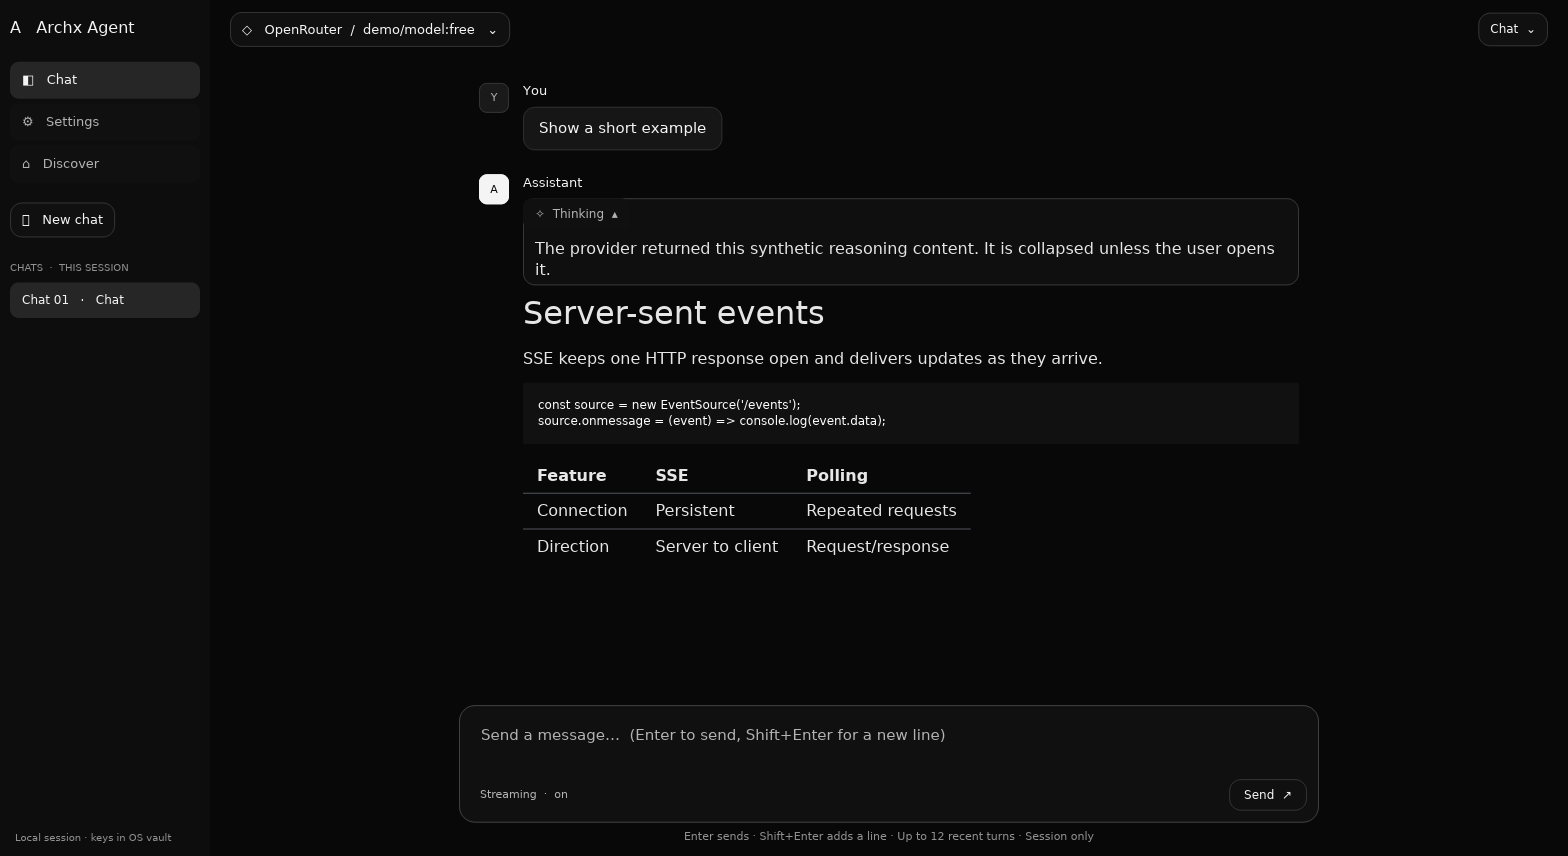 A Archx Agent
Chat
Settings
Discover
New chat
CHATS · THIS SESSION
Chat 01 · Chat
Local session · keys in OS vault
OpenRouter / demo/model:free
Chat
Y
You
Show a short example
A
Assistant
Thinking
The provider returned this synthetic reasoning content. It is collapsed unless the user opens
it.
Server-sent events
SSE keeps one HTTP response open and delivers updates as they arrive.
const source = new EventSource('/events');
source.onmessage = (event) => console.log(event.data);
Feature SSE Polling
Connection Persistent Repeated requests
Direction Server to client Request/response
Send a message... (Enter to send, Shift+Enter for a new line)
Streaming · on
Send ↗
Enter sends · Shift+Enter adds a line · Up to 12 recent turns · Session only